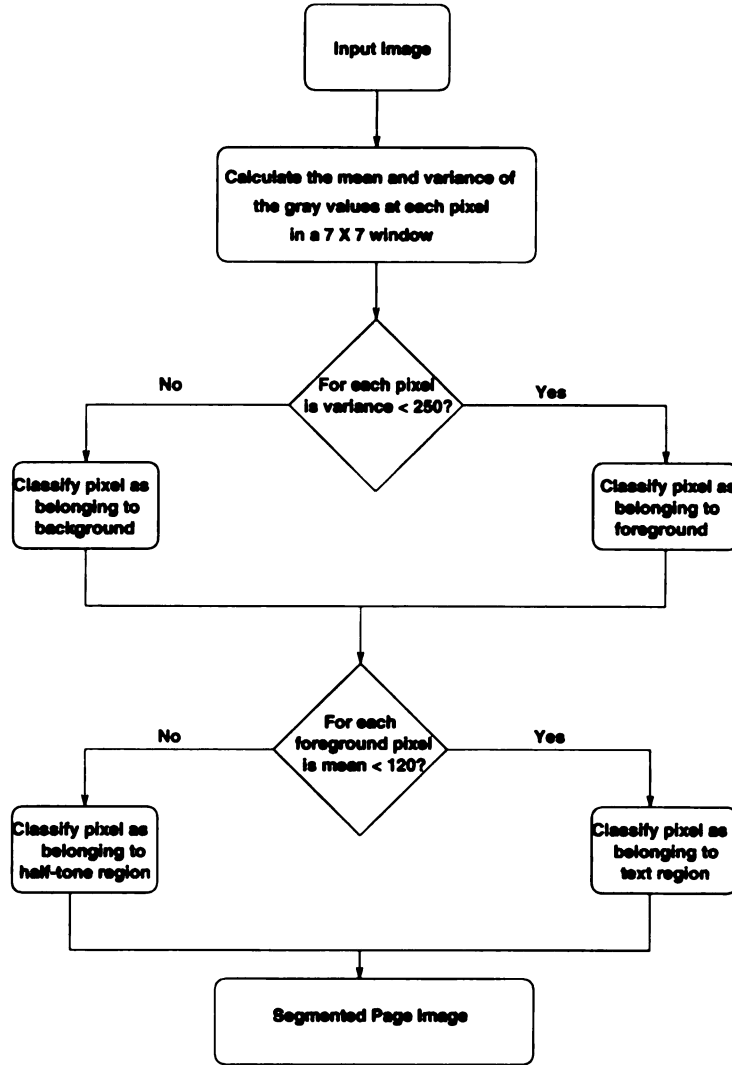 Input Image
Calculate the mean and variance of
the gray values at each pixel
in a 7 X 7 window
For each pixel
is variance < 250?
No
Yes
Classify pixel as
belonging to
background
Classify pixel as
belonging to
foreground
For each
foreground pixel
is mean < 120?
No
Yes
Classify pixel as
belonging to
half-tone region
Classify pixel as
belonging to
text region
Segmented Page Image